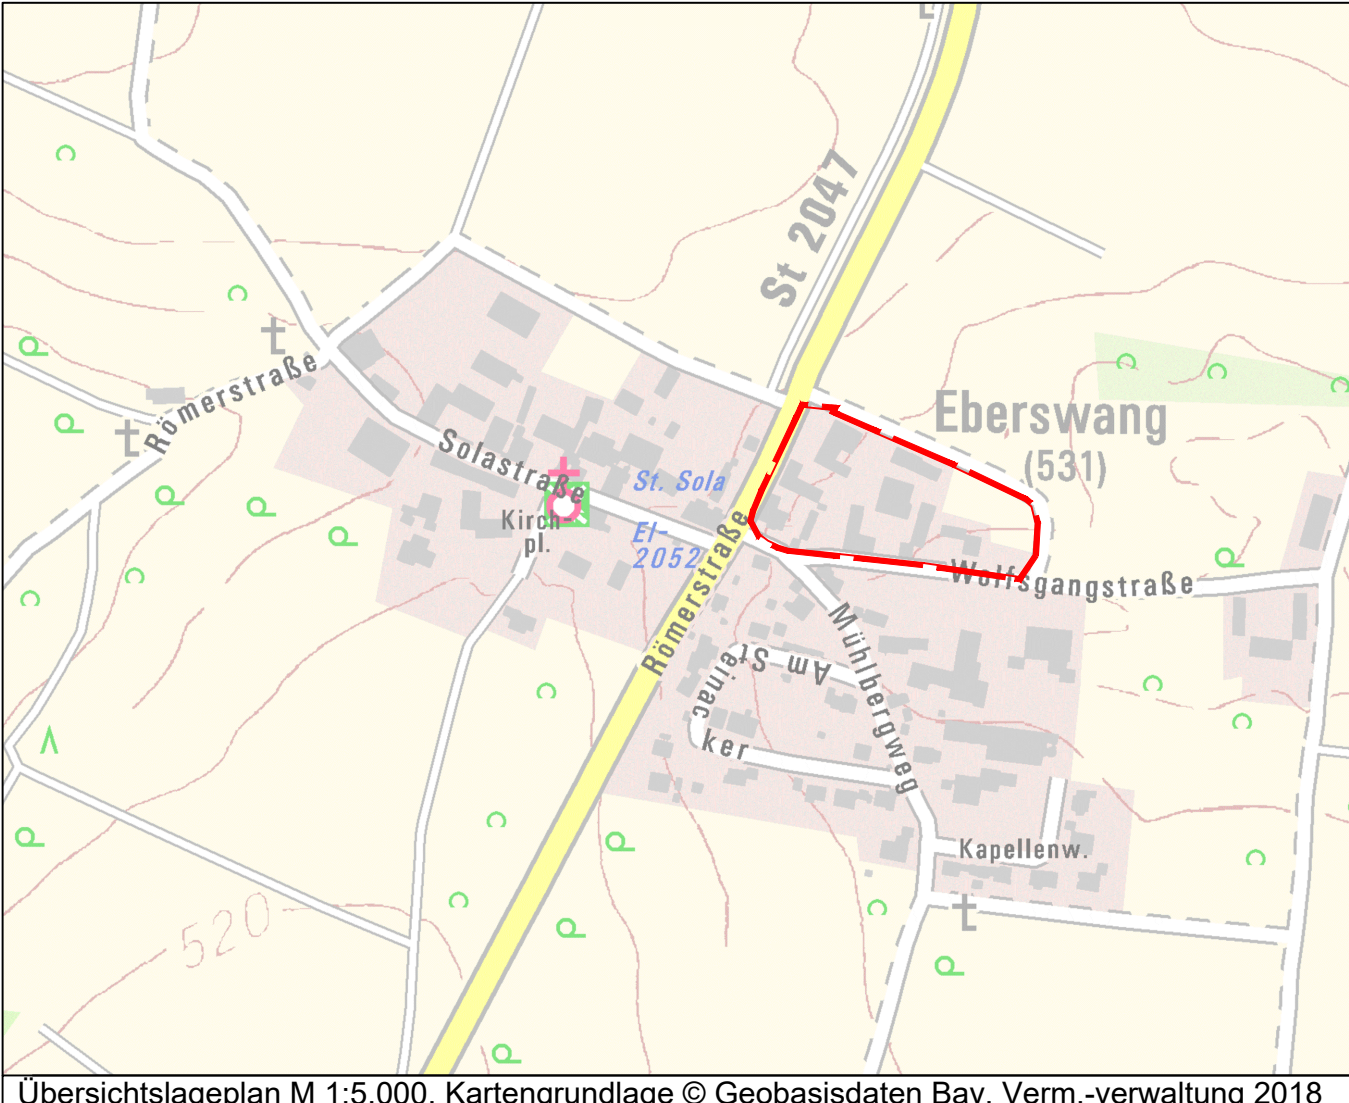 St 2047
Eberswang
(531)
Römerstraße
Solastraße
St. Sola
EI-
2052
Kirch-
pl.
Römerstraße
Wolfsgangstraße
Mühlbergweg
Am Steinac
ker
Kapellenw.
520
Übersichtslageplan M 1:5.000, Kartengrundlage © Geobasisdaten Bay. Verm.-verwaltung 2018